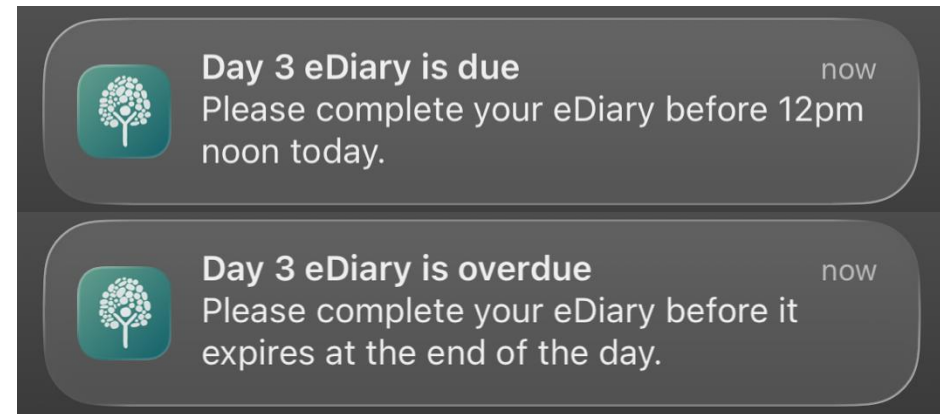 Day 3 eDiary is due now
Please complete your eDiary before 12pm
noon today.
Day 3 eDiary is overdue now
Please complete your eDiary before it
expires at the end of the day.